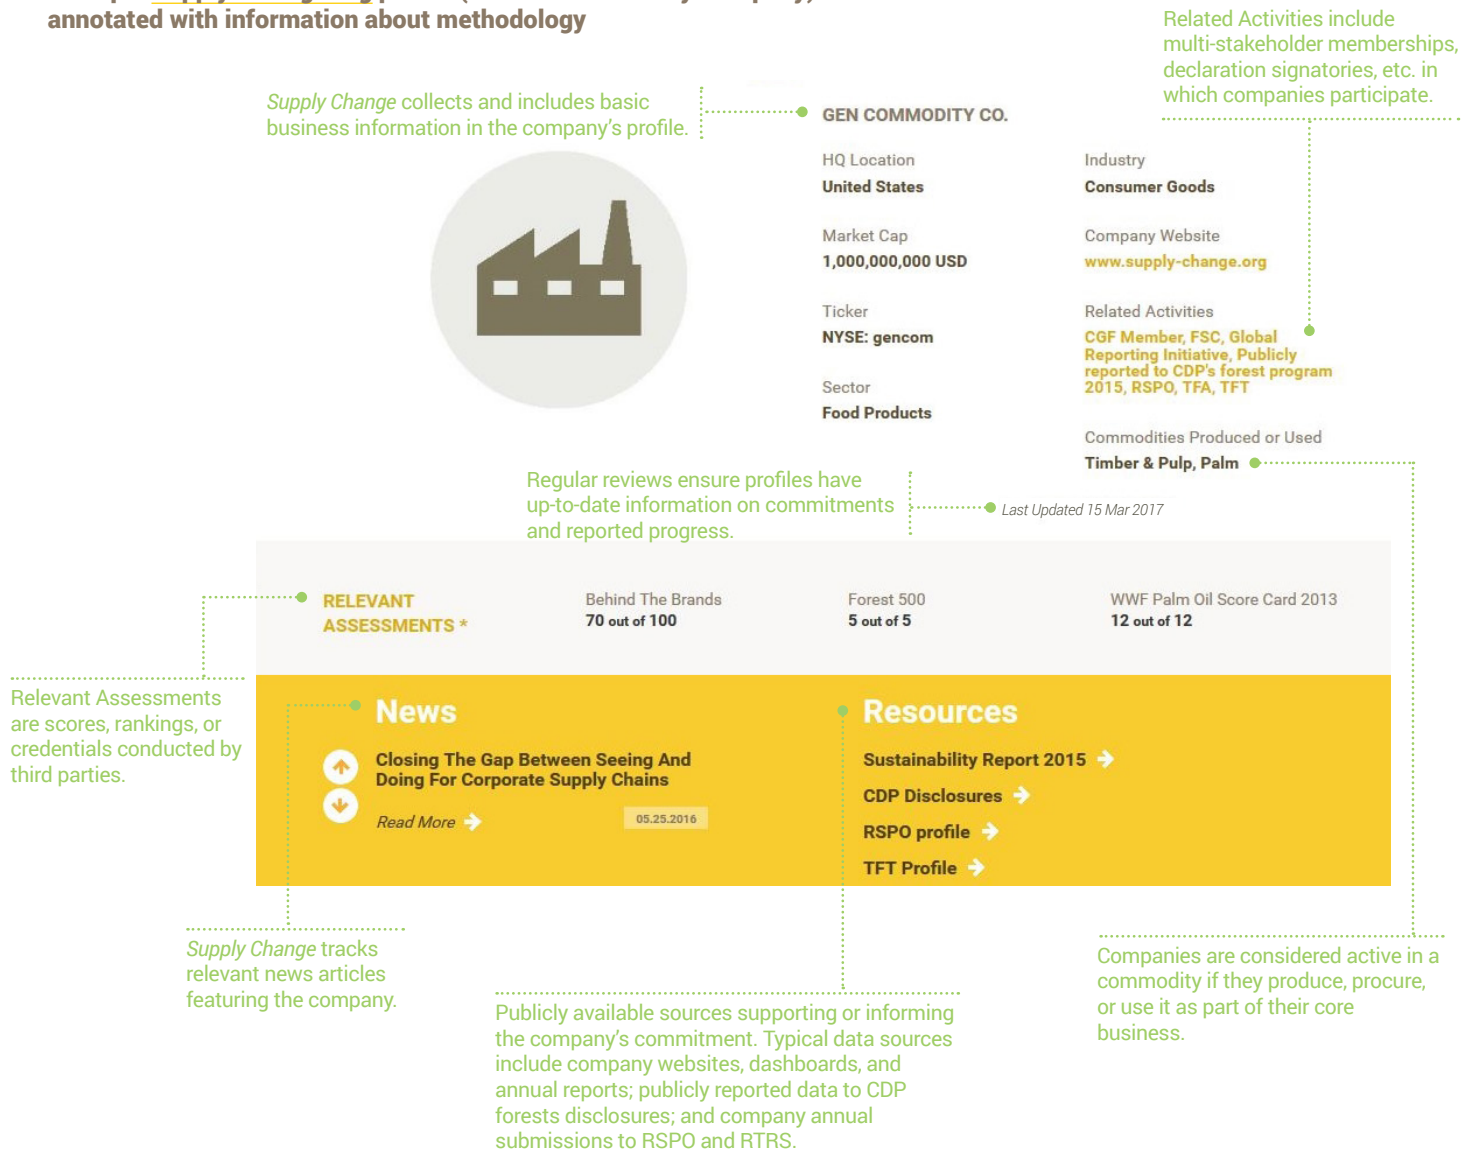 annotated with information about methodology
Related Activities include
multi-stakeholder memberships,
declaration signatories, etc. in
which companies participate.
Supply Change collects and includes basic
business information in the company's profile.
GEN COMMODITY CO.
HQ Location
United States
Industry
Consumer Goods
Market Cap
1,000,000,000 USD
Company Website
www.supply-change.org
Ticker
NYSE: gencom
Related Activities
CGF Member, FSC, Global
Reporting Initiative, Publicly
reported to CDP's forest program
2015, RSPO, TFA, TFT
Sector
Food Products
Commodities Produced or Used
Timber & Pulp, Palm
Regular reviews ensure profiles have
up-to-date information on commitments
and reported progress.
Last Updated 15 Mar 2017
RELEVANT
ASSESSMENTS *
Behind The Brands
70 out of 100
Forest 500
5 out of 5
WWF Palm Oil Score Card 2013
12 out of 12
Relevant Assessments
are scores, rankings, or
credentials conducted by
third parties.
News
Closing The Gap Between Seeing And
Doing For Corporate Supply Chains
Read More
05.25.2016
Resources
Sustainability Report 2015
CDP Disclosures
RSPO profile
TFT Profile
Supply Change tracks
relevant news articles
featuring the company.
Publicly available sources supporting or informing
the company's commitment. Typical data sources
include company websites, dashboards, and
annual reports; publicly reported data to CDP
forests disclosures; and company annual
submissions to RSPO and RTRS.
Companies are considered active in a
commodity if they produce, procure,
or use it as part of their core
business.